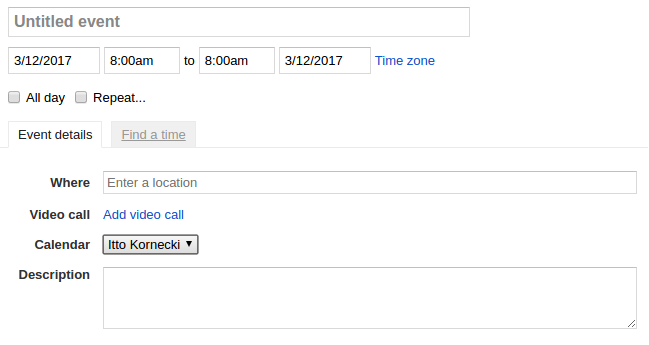 Untitled event
3/12/2017 8:00am to 8:00am 3/12/2017 Time zone
All day Repeat...
Event details Find a time
Where Enter a location
Video call Add video call
Calendar Itto Kornecki
Description